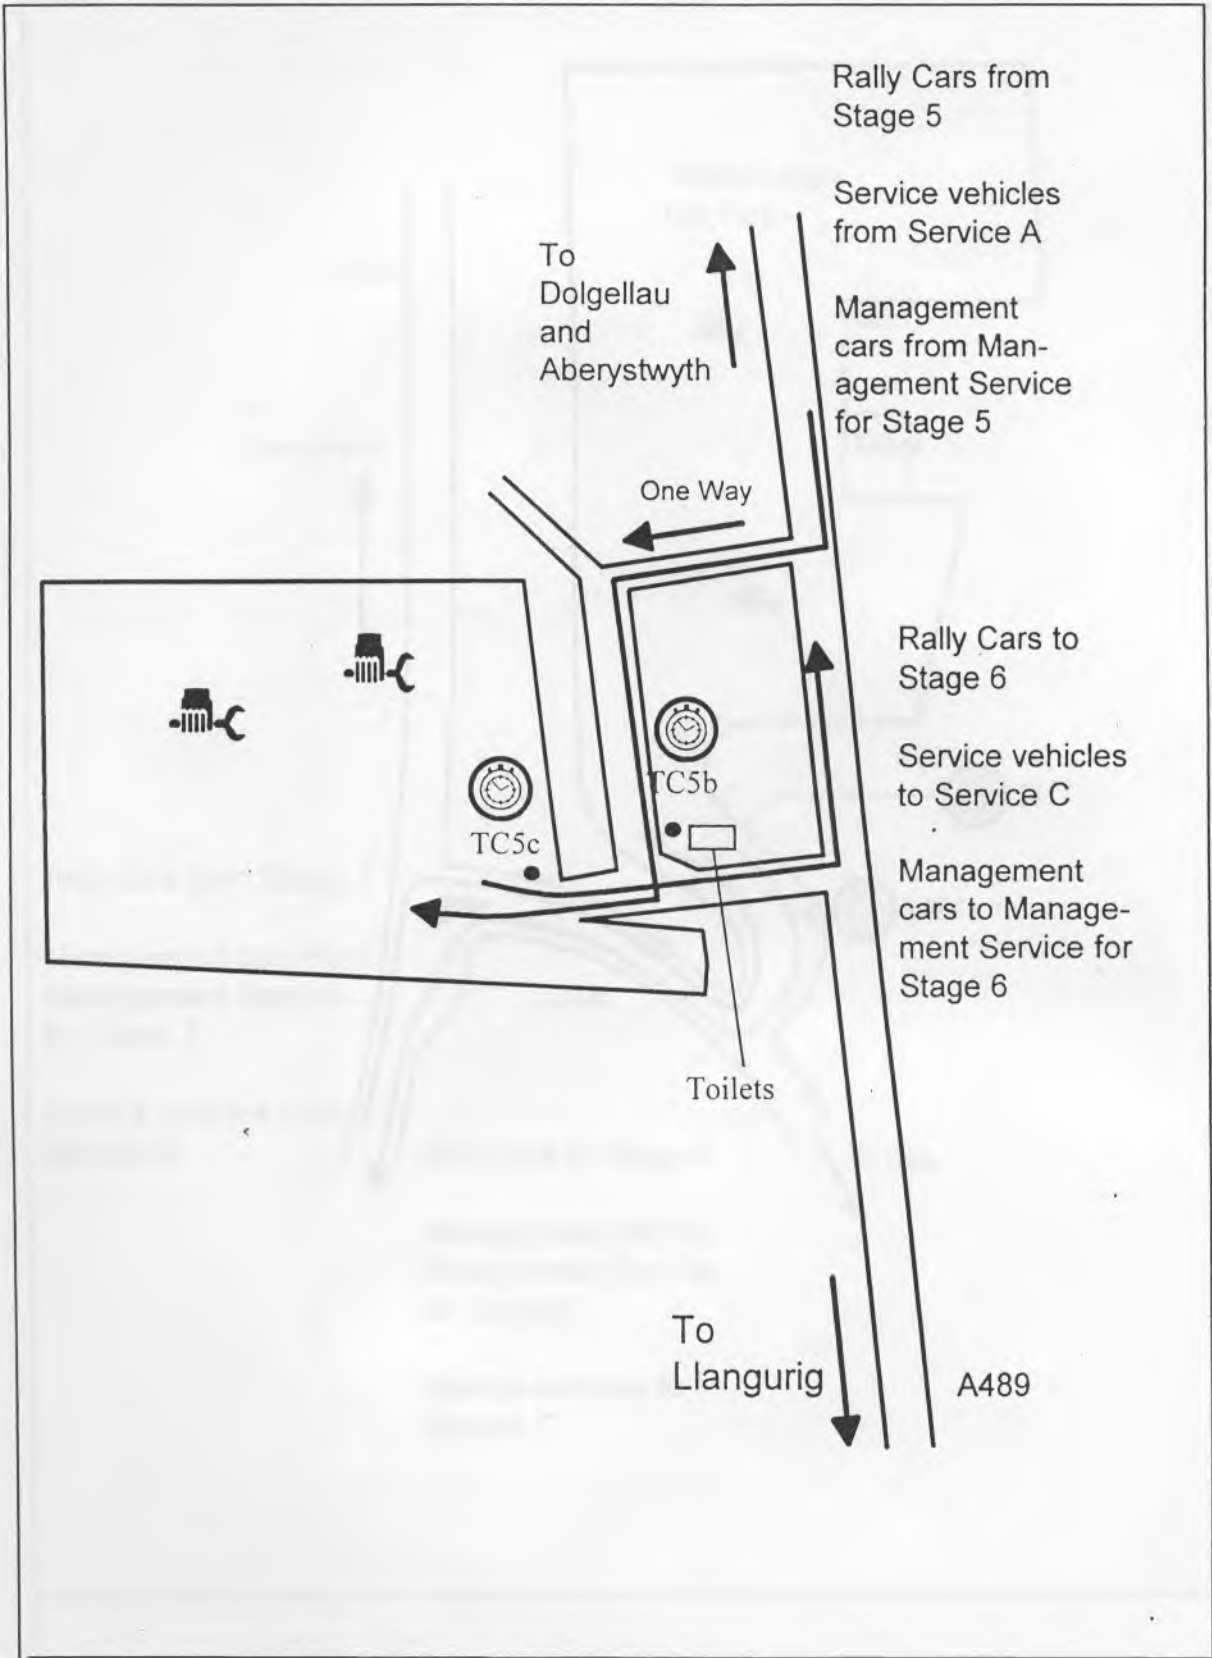 Rally Cars from
Stage 5
Service vehicles
from Service A
Management
cars from Man-
agement Service
for Stage 5
To
Dolgellau
and
Aberystwyth
One Way
Rally Cars to
Stage 6
Service vehicles
to Service C
Management
cars to Manage-
ment Service for
Stage 6
TC5b
TC5c
Toilets
To
Llangurig
A489